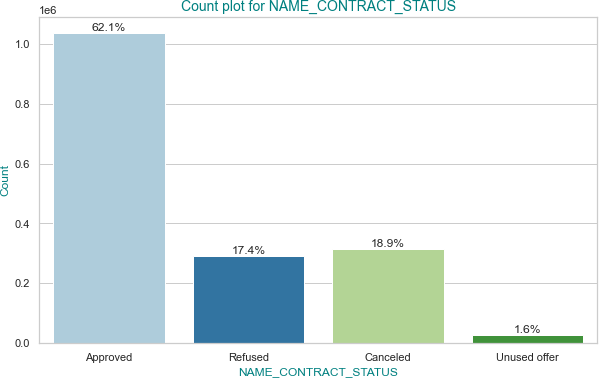 Count plot for NAME_CONTRACT_STATUS
1e6
62.1%
1.0
0.8
0.6
Count
0.4
17.4%
18.9%
0.2
1.6%
0.0
Approved Refused Canceled Unused offer
NAME_CONTRACT_STATUS